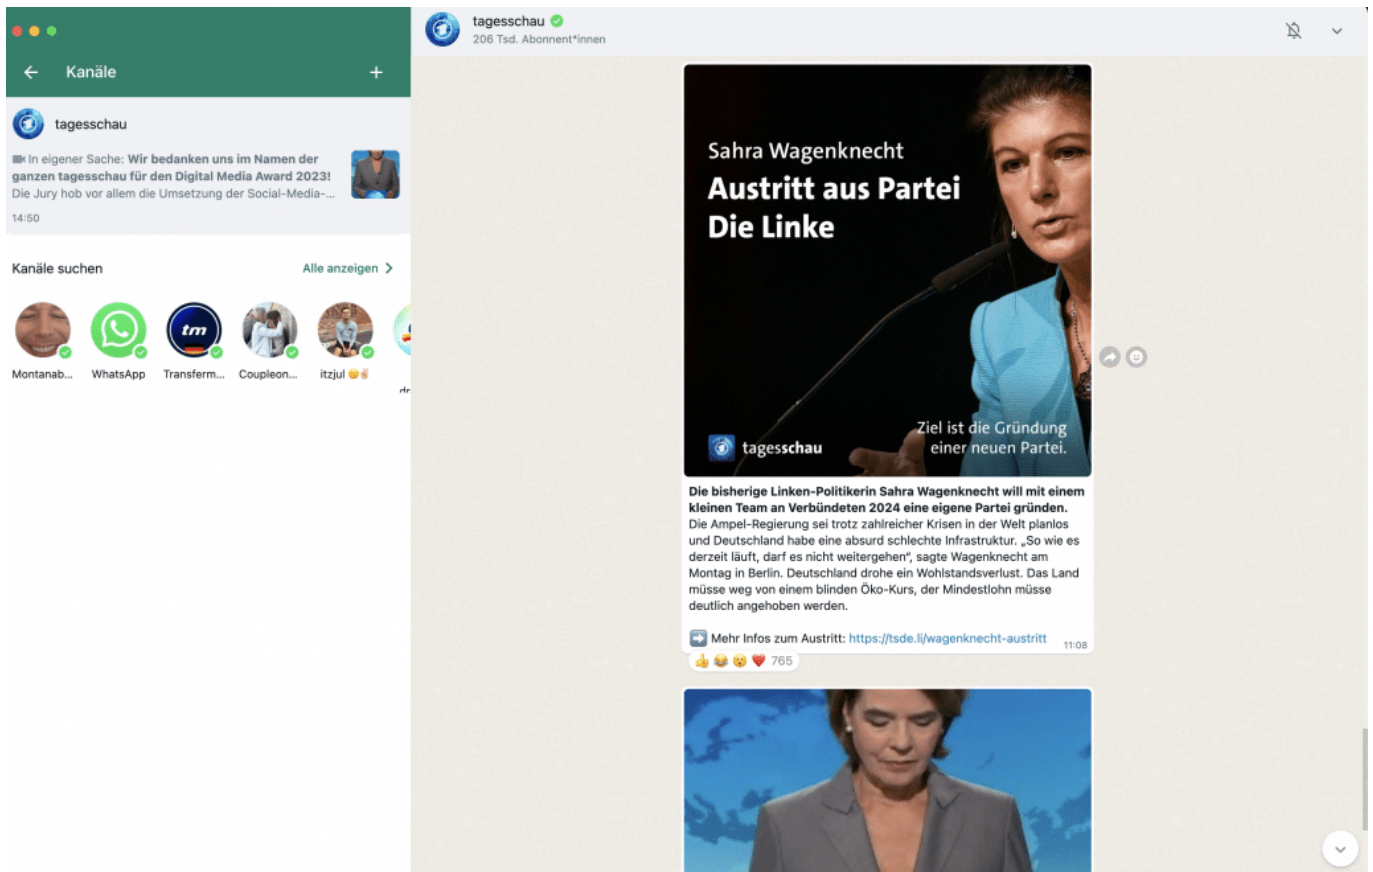 Kanäle
tagesschau
In eigener Sache: Wir bedanken uns im Namen der
ganzen tagesschau für den Digital Media Award 2023!
Die Jury hob vor allem die Umsetzung der Social-Media-...
14:50
Kanäle suchen
Alle anzeigen
tm
Montanab...
WhatsApp
Transferm...
Coupleon...
itzjul
tagesschau
206 Tsd. Abonnent*innen
Sahra Wagenknecht
Austritt aus Partei
Die Linke
tagesschau
Ziel ist die Gründung
einer neuen Partei.
Die bisherige Linken-Politikerin Sahra Wagenknecht will mit einem
kleinen Team an Verbündeten 2024 eine eigene Partei gründen.
Die Ampel-Regierung sei trotz zahlreicher Krisen in der Welt planlos
und Deutschland habe eine absurd schlechte Infrastruktur. „So wie es
derzeit läuft, darf es nicht weitergehen“, sagte Wagenknecht am
Montag in Berlin. Deutschland drohe ein Wohlstandsverlust. Das Land
müsse weg von einem blinden Öko-Kurs, der Mindestlohn müsse
deutlich angehoben werden.
Mehr Infos zum Austritt: https://tsde.li/wagenknecht-austritt
11:08
765